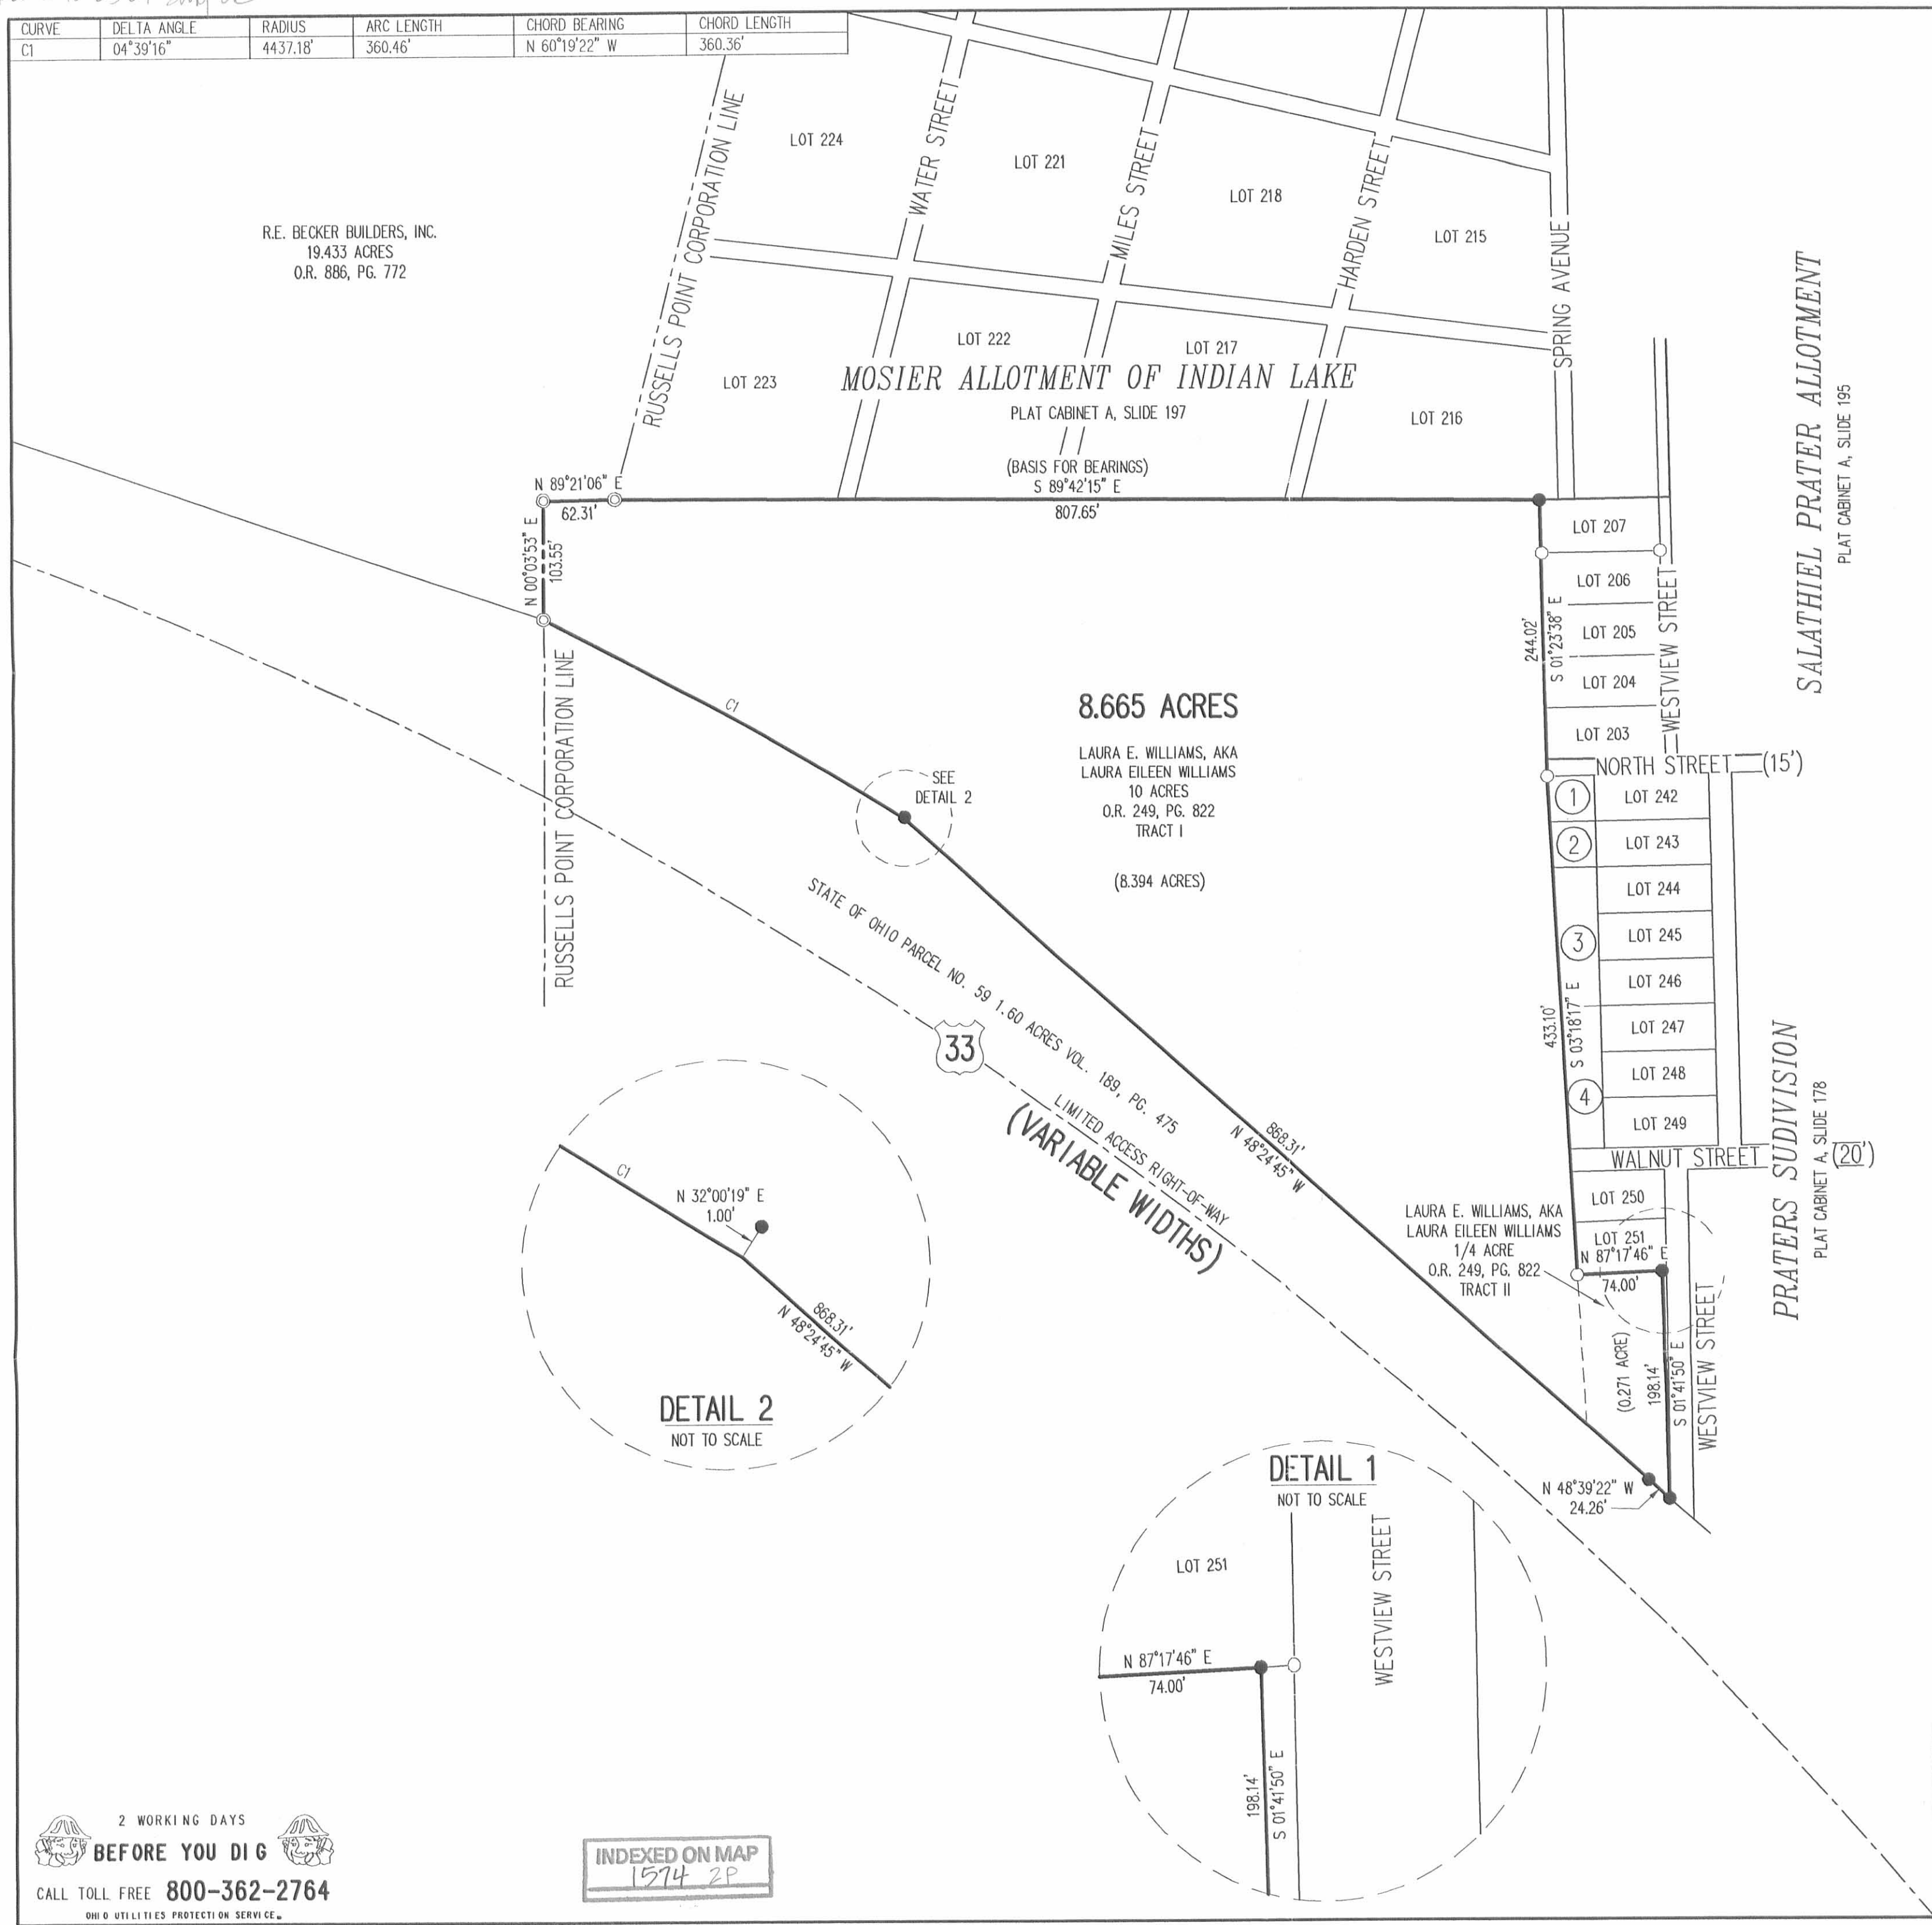 CURVE DELTA ANGLE RADIUS ARC LENGTH CHORD BEARING CHORD LENGTH
C1 04°39'16" 4437.18' 360.46' N 60°19'22" W 360.36'
R.E. BECKER BUILDERS, INC.
19.433 ACRES
O.R. 886, PG. 772
RUSSELLS POINT CORPORATION LINE
LOT 224
WATER STREET
LOT 221
MILES STREET
LOT 218
HARDEN STREET
LOT 215
SPRING AVENUE
LOT 223
LOT 222
LOT 217
LOT 216
MOSIER ALLOTMENT OF INDIAN LAKE
PLAT CABINET A, SLIDE 197
(BASIS FOR BEARINGS)
S 89°42'15" E
807.65'
N 89°21'06" E
62.31'
N 00°03'53" E
103.55'
RUSSELLS POINT CORPORATION LINE
C1
SEE
DETAIL 2
8.665 ACRES
LAURA E. WILLIAMS, AKA
LAURA EILEEN WILLIAMS
10 ACRES
O.R. 249, PG. 822
TRACT I
(8.394 ACRES)
244.02'
S 01°23'38" E
LOT 207
LOT 206
LOT 205
LOT 204
LOT 203
WESTVIEW STREET
SALATHIEL PRATER ALLOTMENT
PLAT CABINET A, SLIDE 195
NORTH STREET (15')
1
2
3
4
LOT 242
LOT 243
LOT 244
LOT 245
LOT 246
LOT 247
LOT 248
LOT 249
433.10'
S 03°18'17" E
WALNUT STREET (20')
PRATERS SUDIVISION
PLAT CABINET A, SLIDE 178
LOT 250
LOT 251
N 87°17'46" E
74.00'
LAURA E. WILLIAMS, AKA
LAURA EILEEN WILLIAMS
1/4 ACRE
O.R. 249, PG. 822
TRACT II
(0.271 ACRE)
198.14'
S 01°41'50" E
WESTVIEW STREET
N 48°39'22" W
24.26'
STATE OF OHIO PARCEL NO. 59 1.60 ACRES VOL. 189, PG. 475
33
LIMITED ACCESS RIGHT-OF-WAY
(VARIABLE WIDTHS)
868.31'
N 48°24'45" W
C1
N 32°00'19" E
1.00'
868.31'
N 48°24'45" W
DETAIL 2
NOT TO SCALE
DETAIL 1
NOT TO SCALE
LOT 251
WESTVIEW STREET
N 87°17'46" E
74.00'
198.14'
S 01°41'50" E
2 WORKING DAYS
BEFORE YOU DIG
CALL TOLL FREE 800-362-2764
OHIO UTILITIES PROTECTION SERVICE.
INDEXED ON MAP
1574 2P